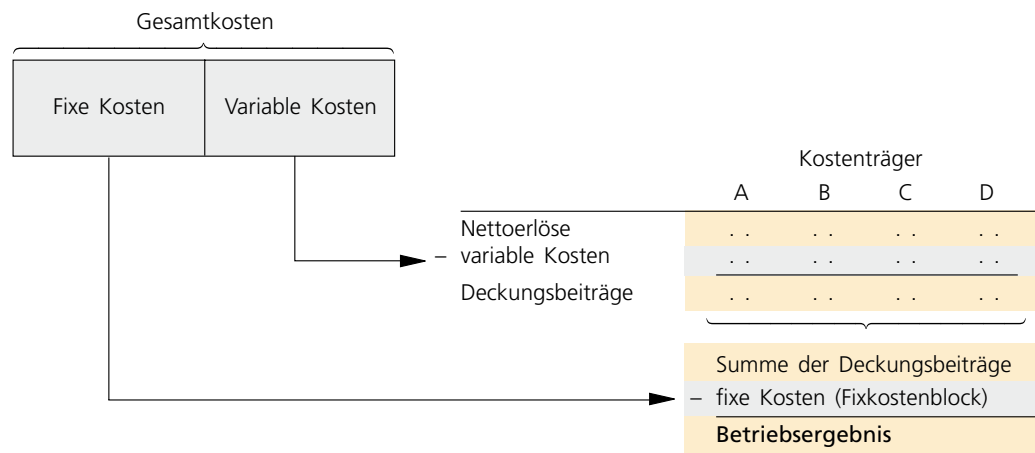 Gesamtkosten
Fixe Kosten Variable Kosten
Kostenträger
A B C D
Nettoerlöse . . . . . . . .
– variable Kosten . . . . . . . .
Deckungsbeiträge . . . . . . . .
Summe der Deckungsbeiträge
– fixe Kosten (Fixkostenblock)
Betriebsergebnis